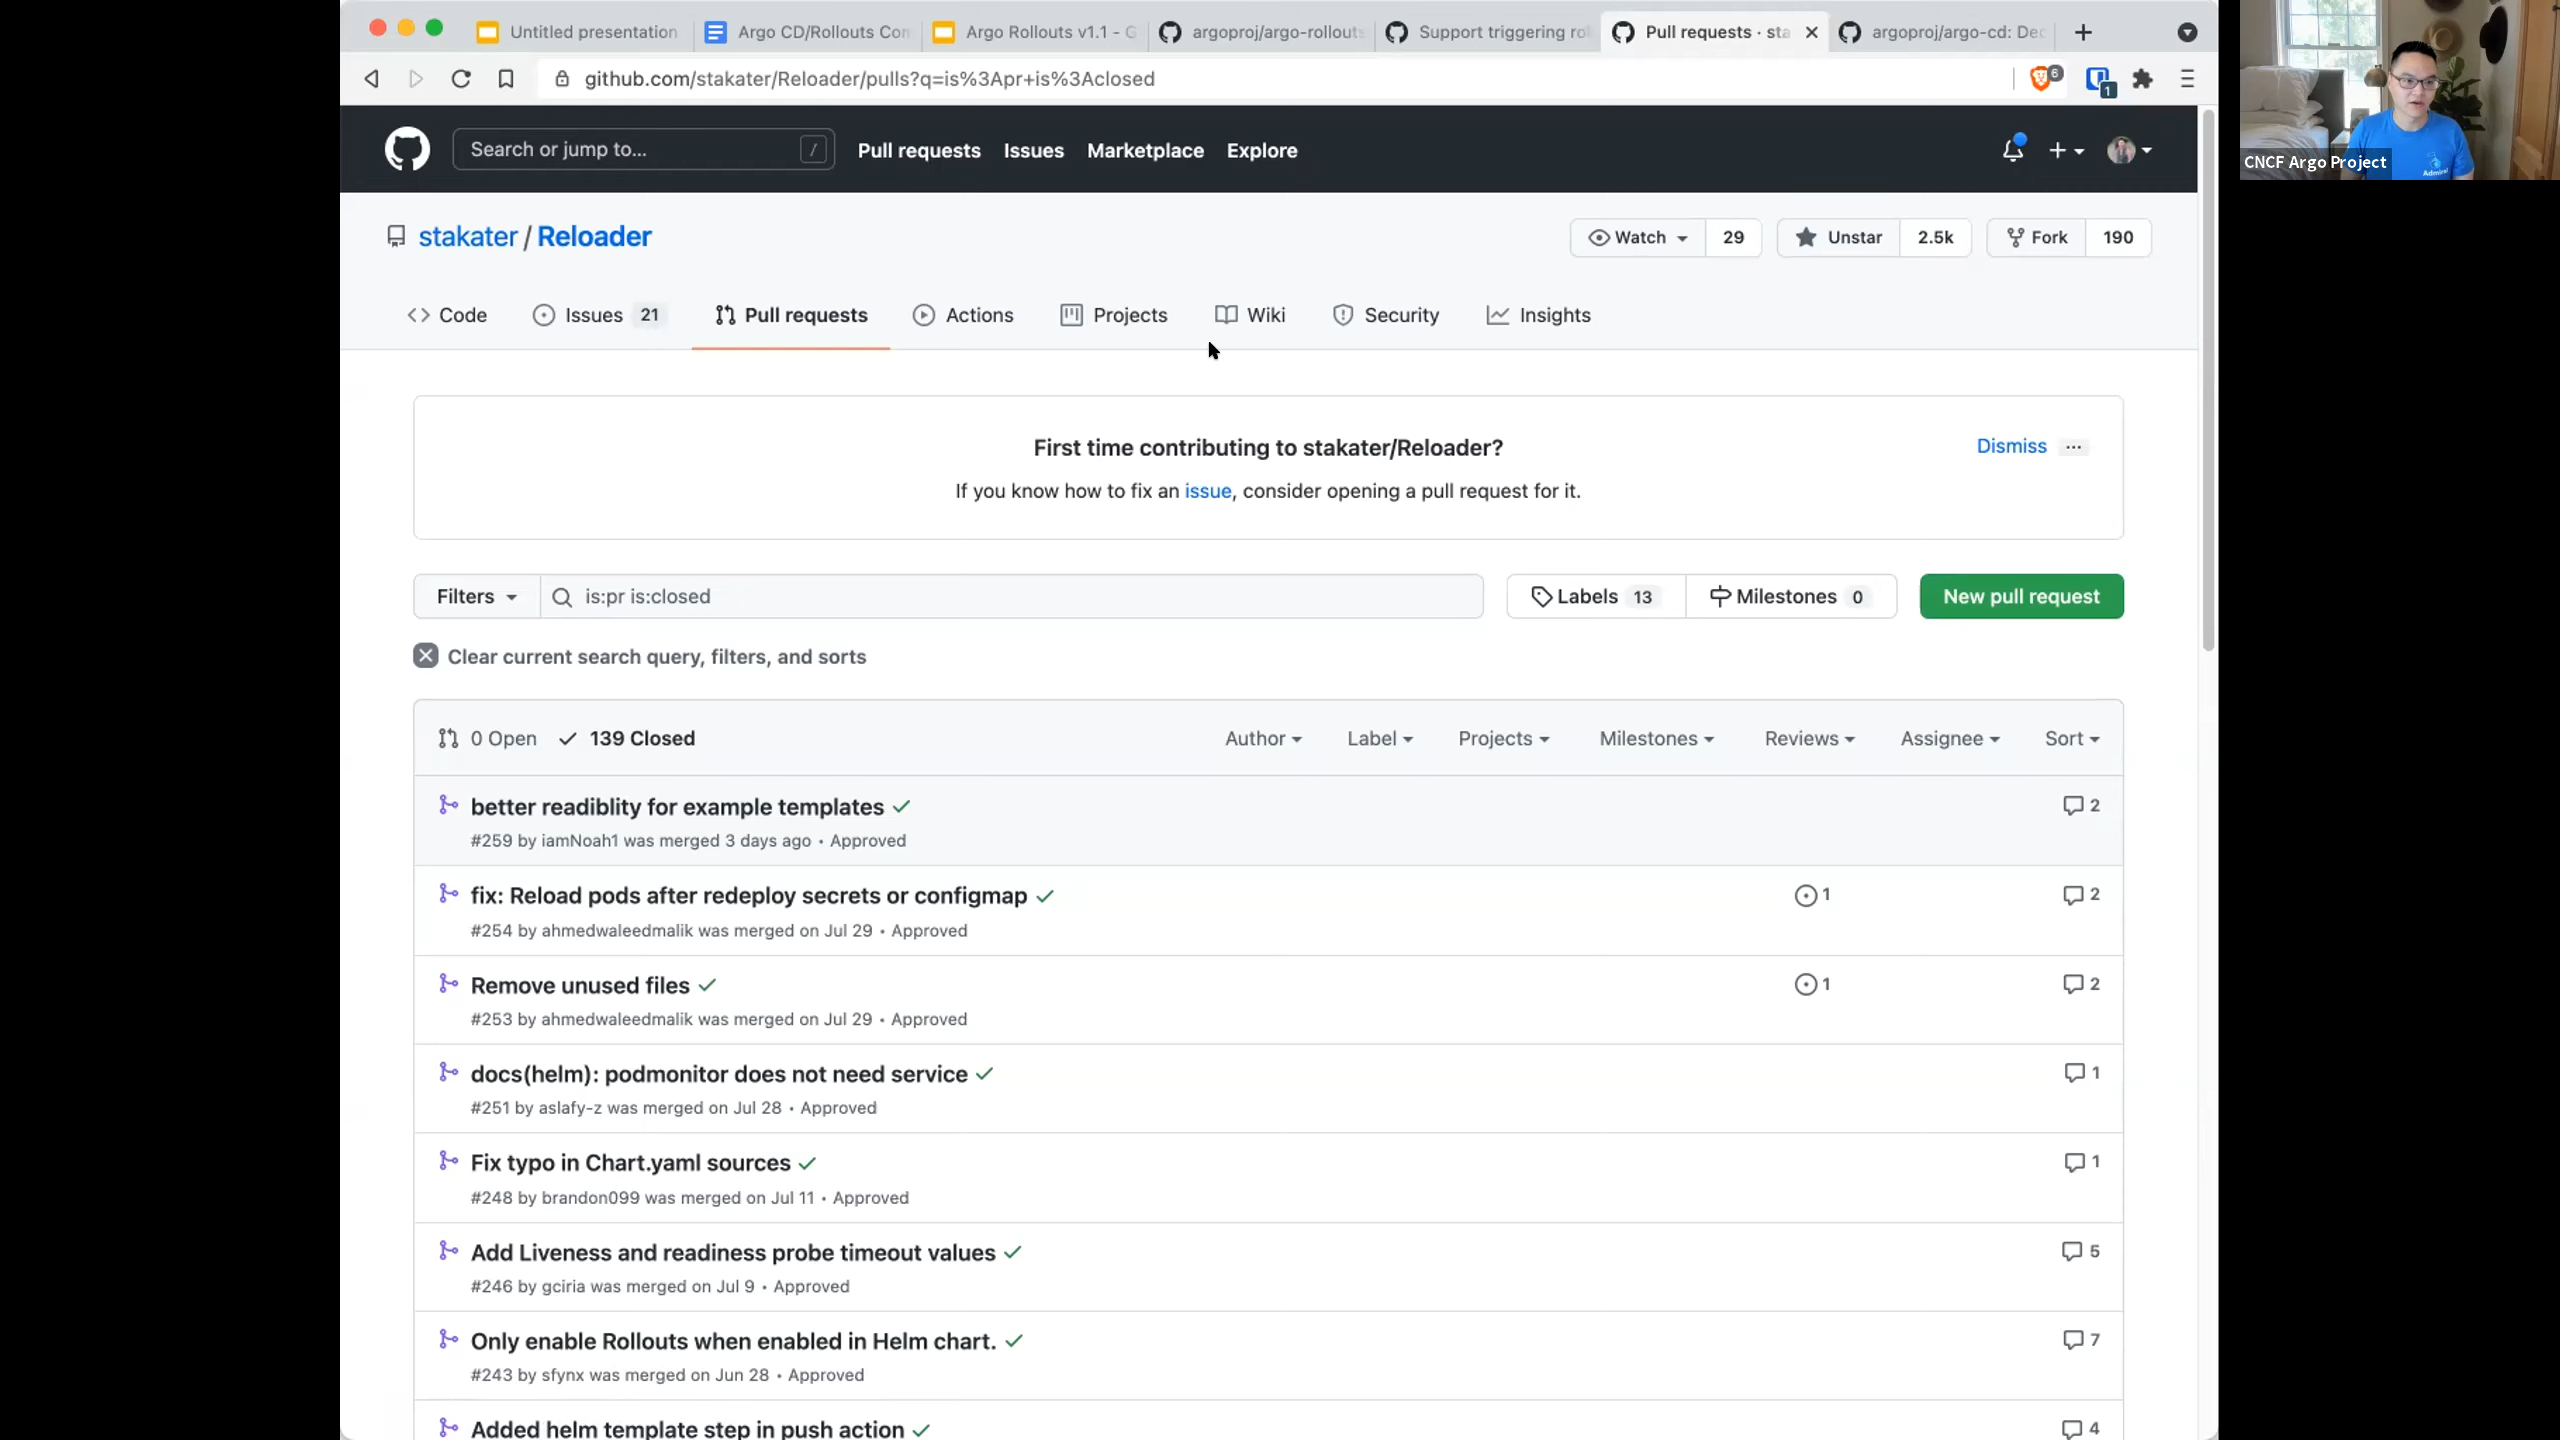 Untitled presentation
Argo CD/Rollouts Con
Argo Rollouts v1.1 - G
argoproj/argo-rollouts
Support triggering rol
Pull requests · sta
argoproj/argo-cd: Dec
github.com/stakater/Reloader/pulls?q=is%3Apr+is%3Aclosed
6
1
CNCF Argo Project
Admiral
Search or jump to...
/
Pull requests
Issues
Marketplace
Explore
stakater / Reloader
Watch
29
Unstar
2.5k
Fork
190
Code
Issues 21
Pull requests
Actions
Projects
Wiki
Security
Insights
First time contributing to stakater/Reloader?
Dismiss
...
If you know how to fix an issue, consider opening a pull request for it.
Filters
is:pr is:closed
Labels 13
Milestones 0
New pull request
Clear current search query, filters, and sorts
0 Open
139 Closed
Author
Label
Projects
Milestones
Reviews
Assignee
Sort
better readiblity for example templates
2
#259 by iamNoah1 was merged 3 days ago • Approved
fix: Reload pods after redeploy secrets or configmap
1
2
#254 by ahmedwaleedmalik was merged on Jul 29 • Approved
Remove unused files
1
2
#253 by ahmedwaleedmalik was merged on Jul 29 • Approved
docs(helm): podmonitor does not need service
1
#251 by aslafy-z was merged on Jul 28 • Approved
Fix typo in Chart.yaml sources
1
#248 by brandon099 was merged on Jul 11 • Approved
Add Liveness and readiness probe timeout values
5
#246 by gciria was merged on Jul 9 • Approved
Only enable Rollouts when enabled in Helm chart.
7
#243 by sfynx was merged on Jun 28 • Approved
Added helm template step in push action
4